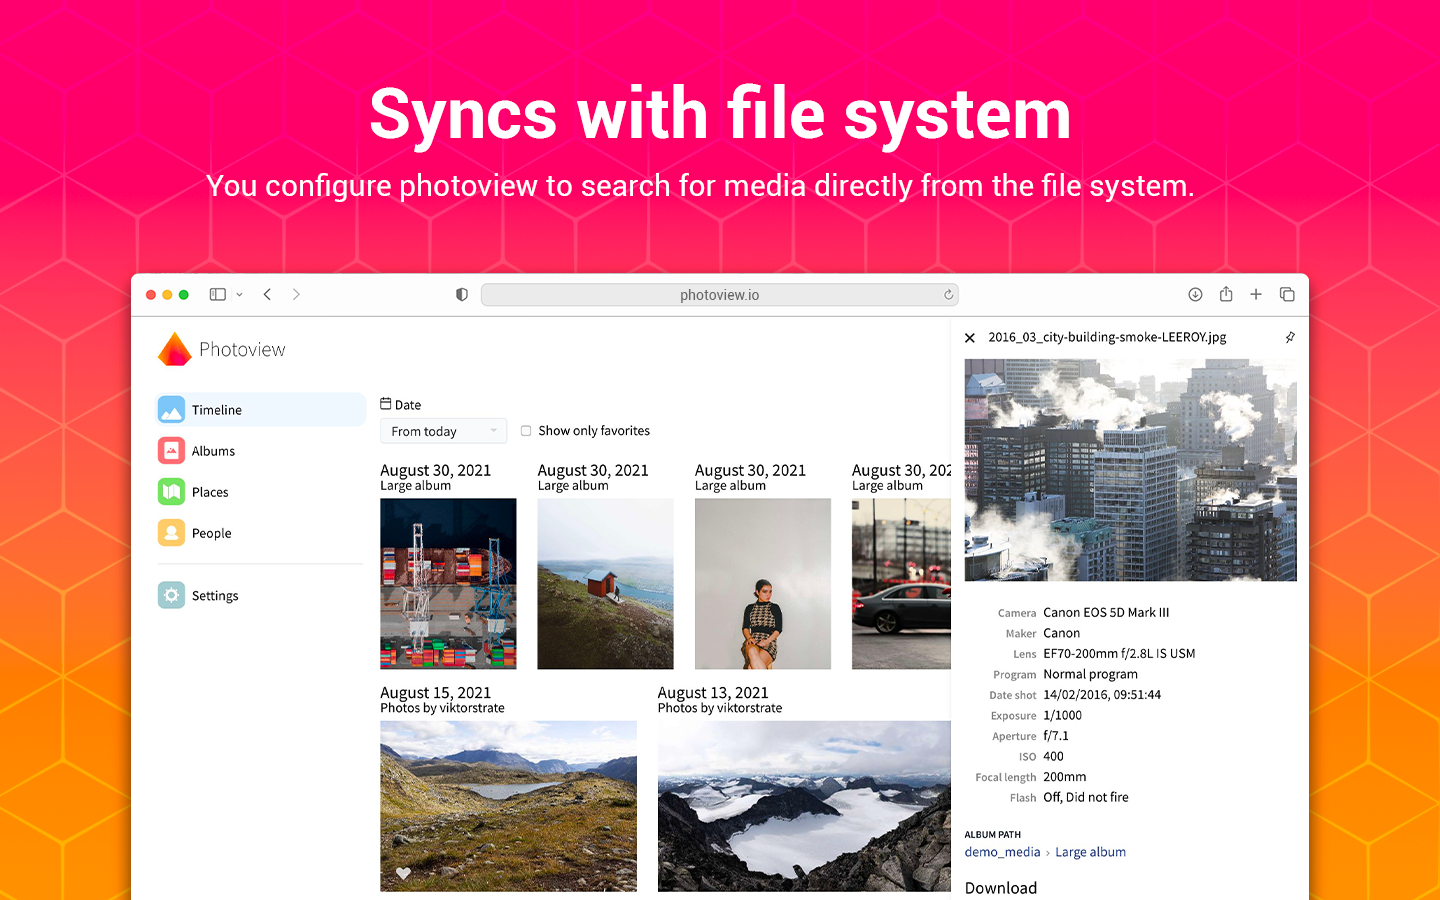 Syncs with file system
You configure photoview to search for media directly from the file system.
photoview.io
Photoview
Timeline
Albums
Places
People
Settings
Date
From today
Show only favorites
August 30, 2021
Large album
August 30, 2021
Large album
August 30, 2021
Large album
August 30, 202
Large album
August 15, 2021
Photos by viktorstrate
August 13, 2021
Photos by viktorstrate
2016_03_city-building-smoke-LEEROY.jpg
Camera Canon EOS 5D Mark III
Maker Canon
Lens EF70-200mm f/2.8L IS USM
Program Normal program
Date shot 14/02/2016, 09:51:44
Exposure 1/1000
Aperture f/7.1
ISO 400
Focal length 200mm
Flash Off, Did not fire
ALBUM PATH
demo_media › Large album
Download